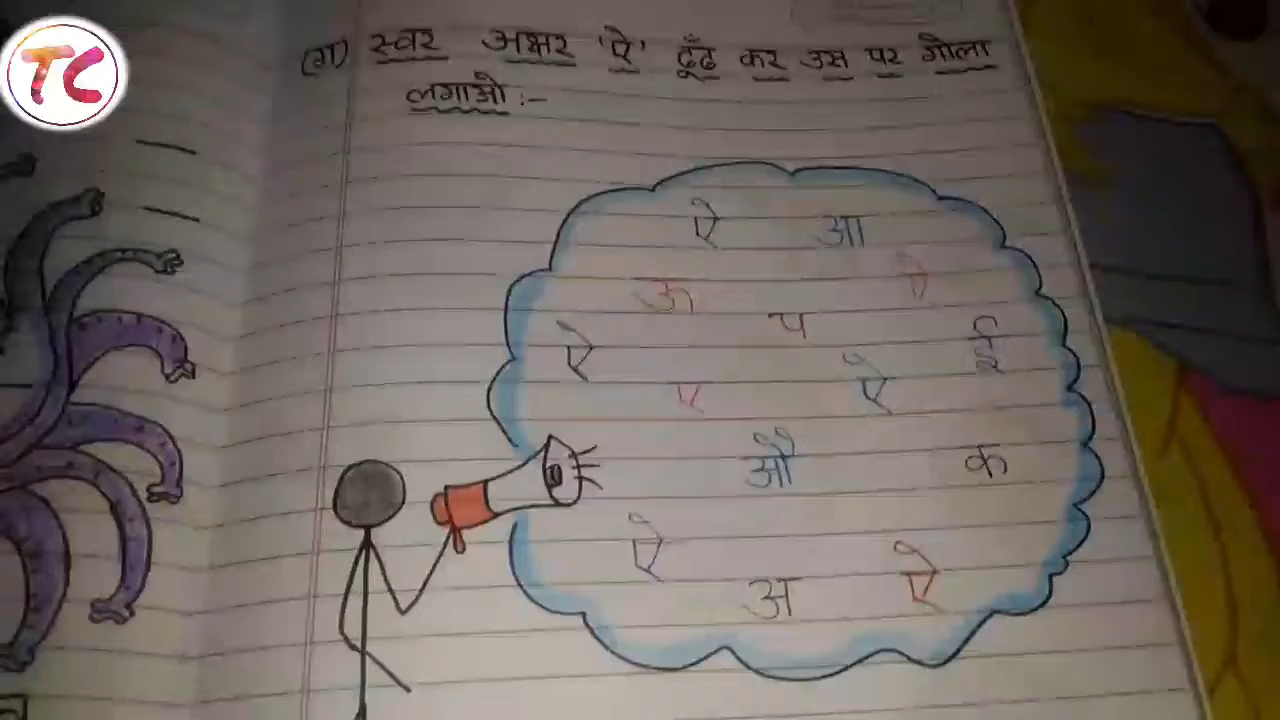 TC
(ग) स्वर अक्षर 'ऐ' ढूँढ कर उस पर गोला
लगाओ :-
ऐ आ
ऊ
प
ऐ ई
ऐ
ए
औ क
ऐ
अ ऐ